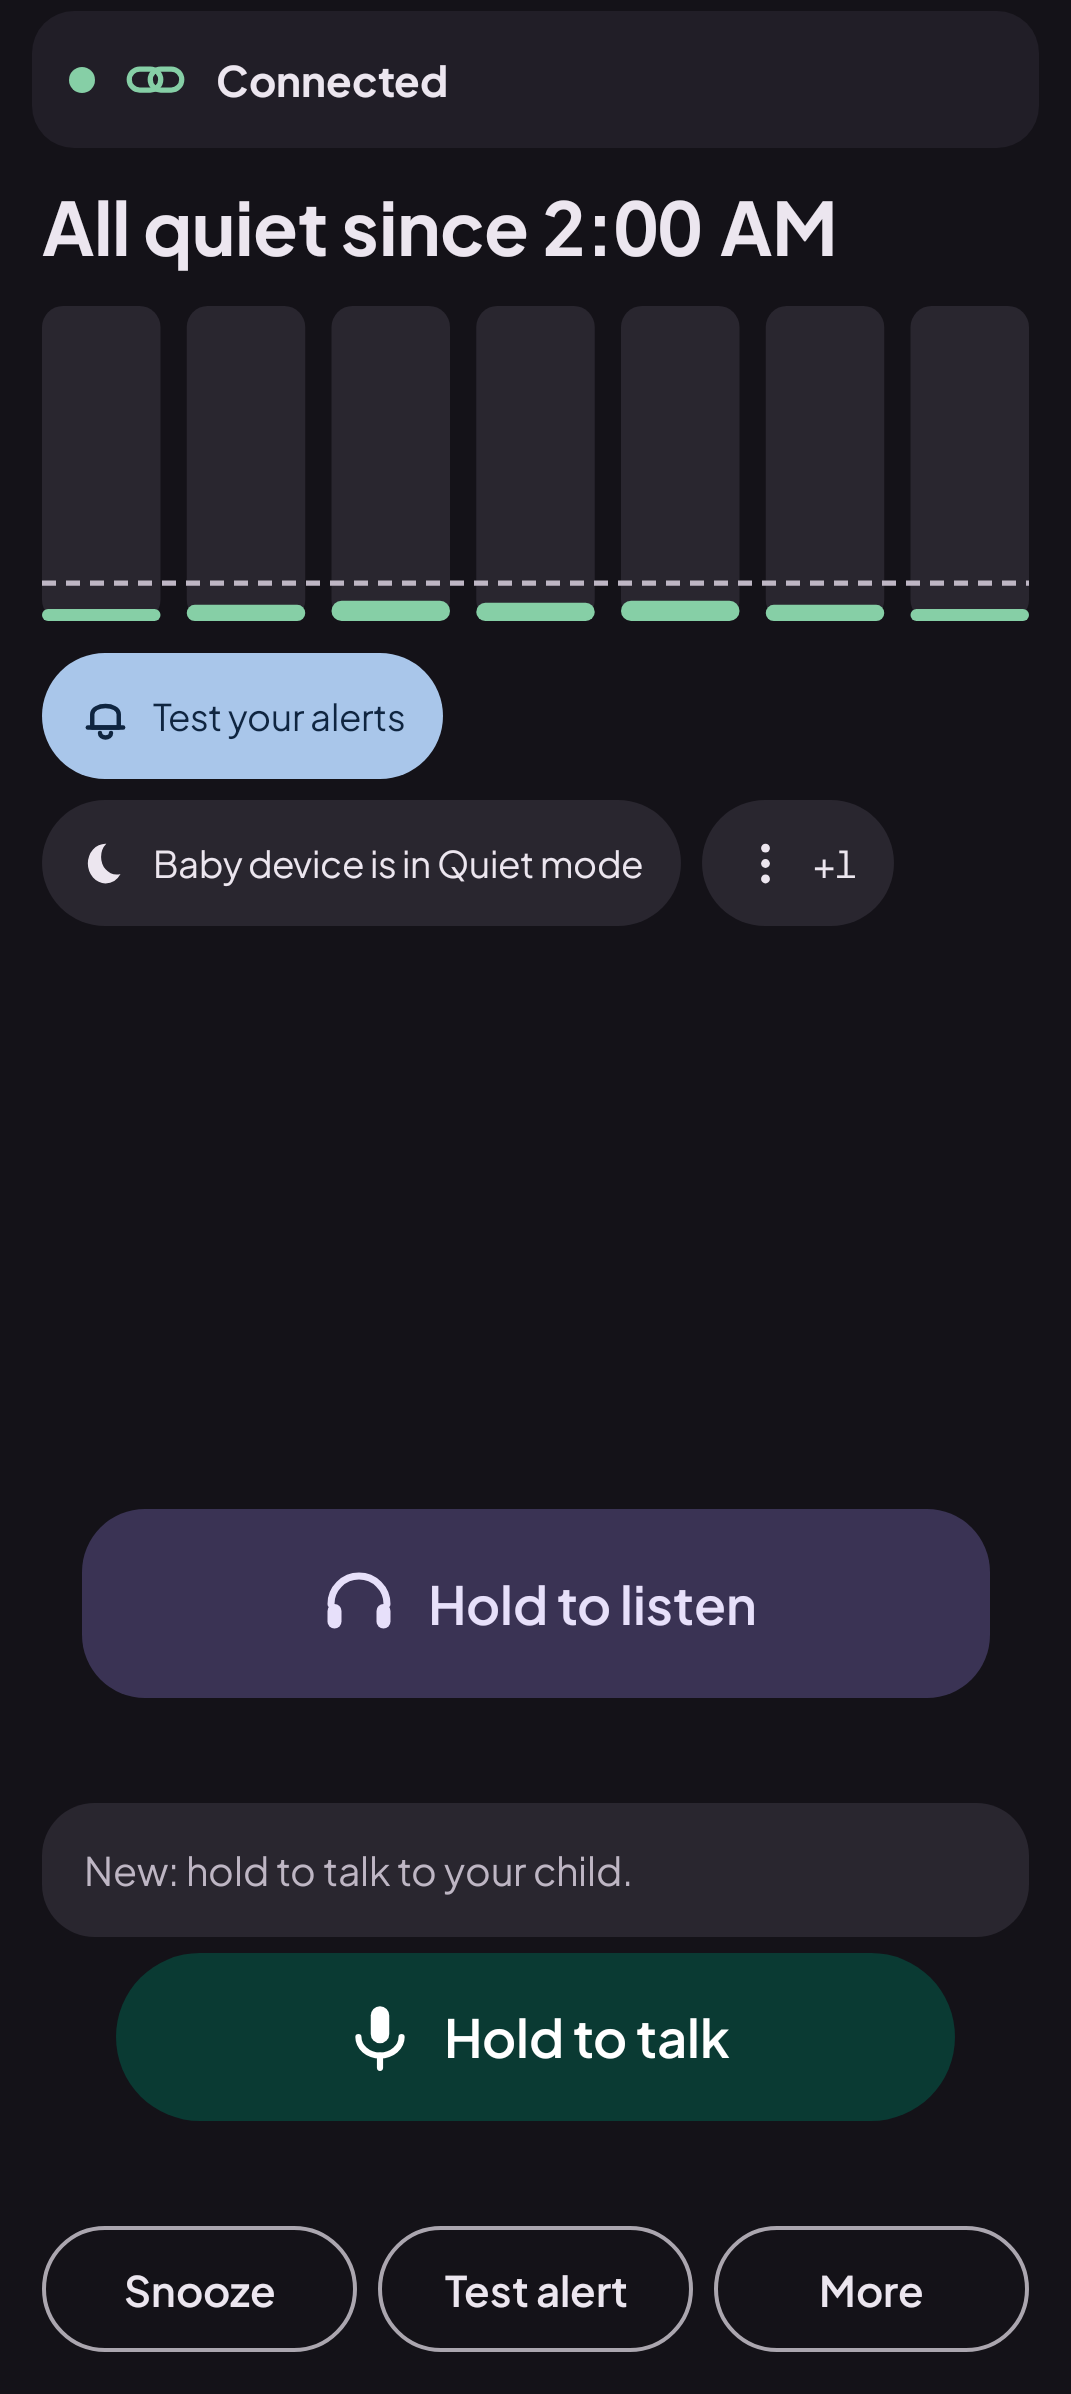 Connected
All quiet since 2:00 AM
Test your alerts
Baby device is in Quiet mode
+1
Hold to listen
New: hold to talk to your child.
Hold to talk
Snooze
Test alert
More